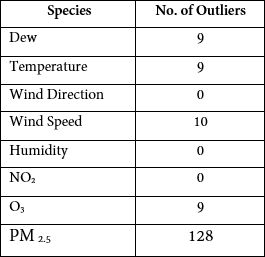 Species No. of Outliers
Dew 9
Temperature 9
Wind Direction 0
Wind Speed 10
Humidity 0
NO₂ 0
O₃ 9
PM ₂.₅ 128